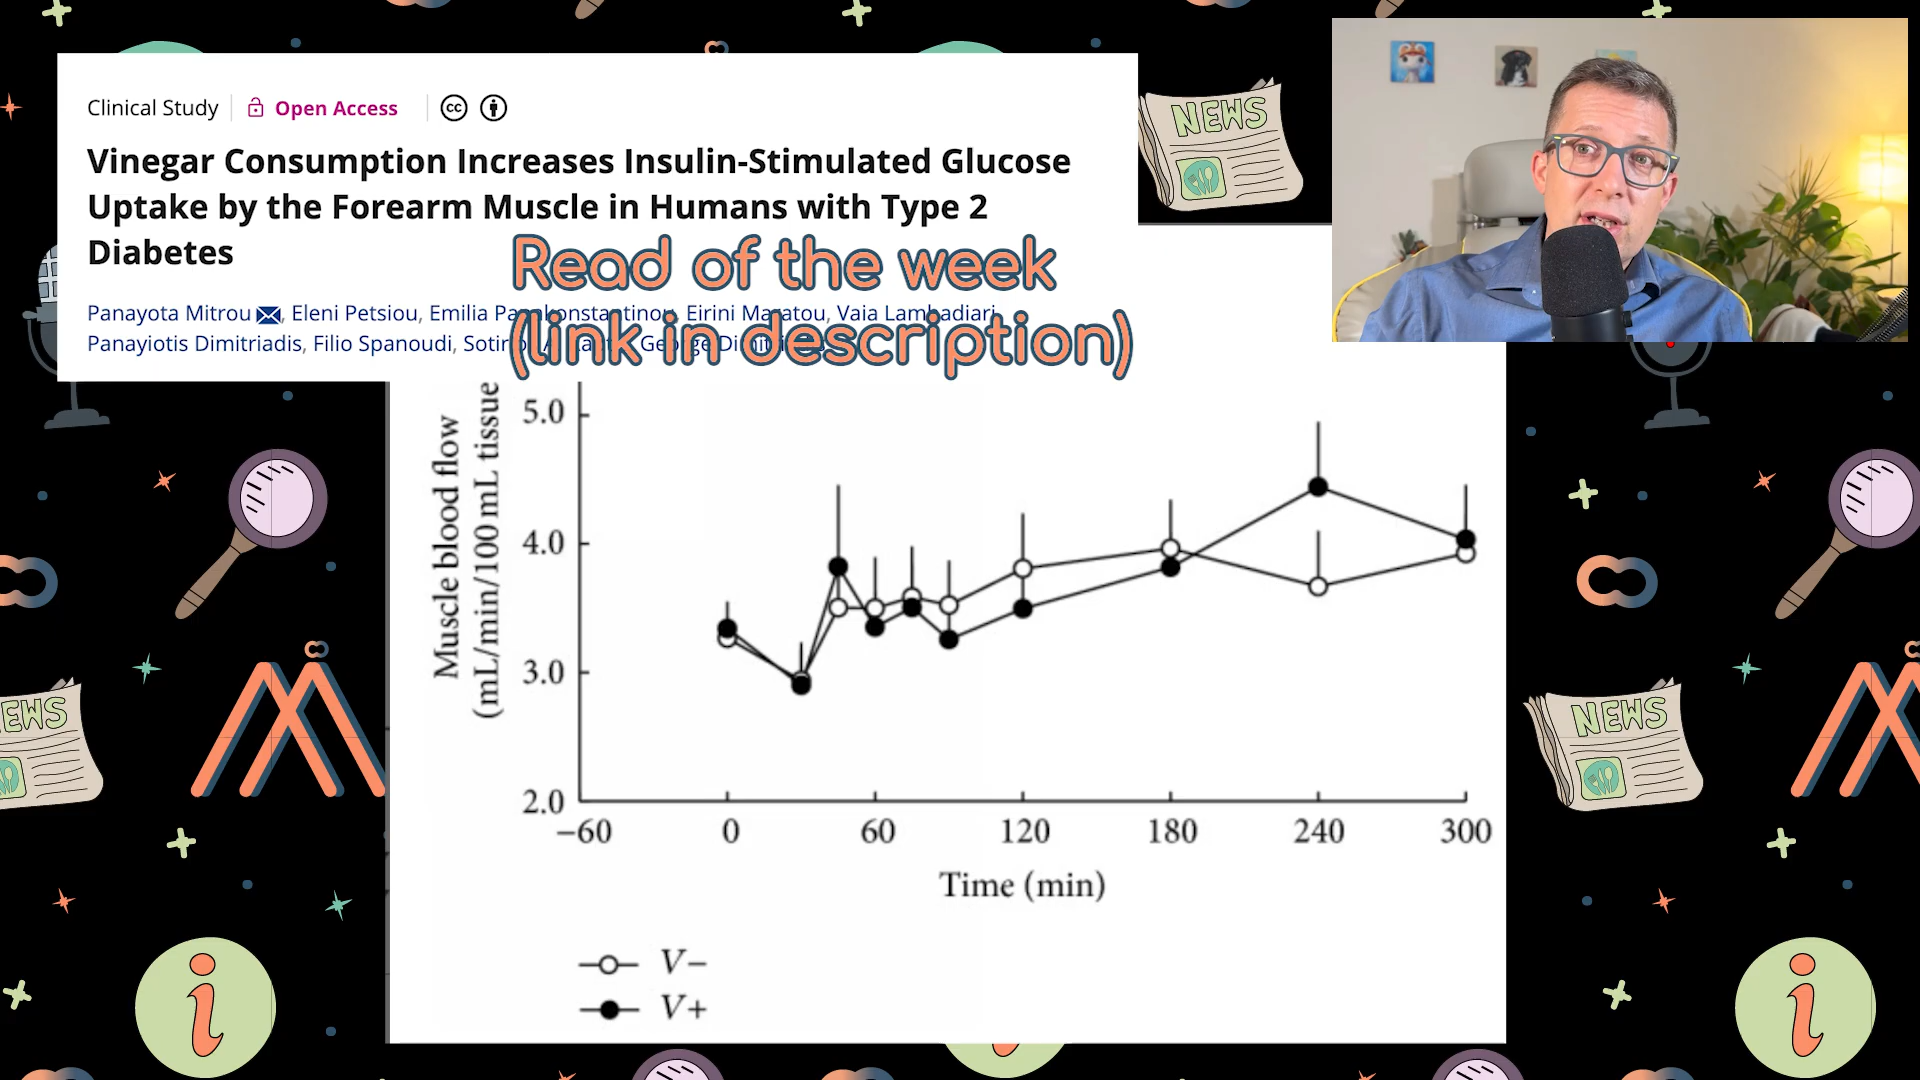 Clinical Study
Open Access
cc
Vinegar Consumption Increases Insulin-Stimulated Glucose
Uptake by the Forearm Muscle in Humans with Type 2
Diabetes
Read of the week
(link in description)
Panayota Mitrou, Eleni Petsiou, Emilia, Eirini, Vaia Lambadiari,
Panayiotis Dimitriadis, Filio Spanoudi,
NEWS
Muscle blood flow
(mL/min/100 mL tissue
5.0
4.0
3.0
2.0
−60 0 60 120 180 240 300
Time (min)
V−
V+
EWS
NEWS
i
i